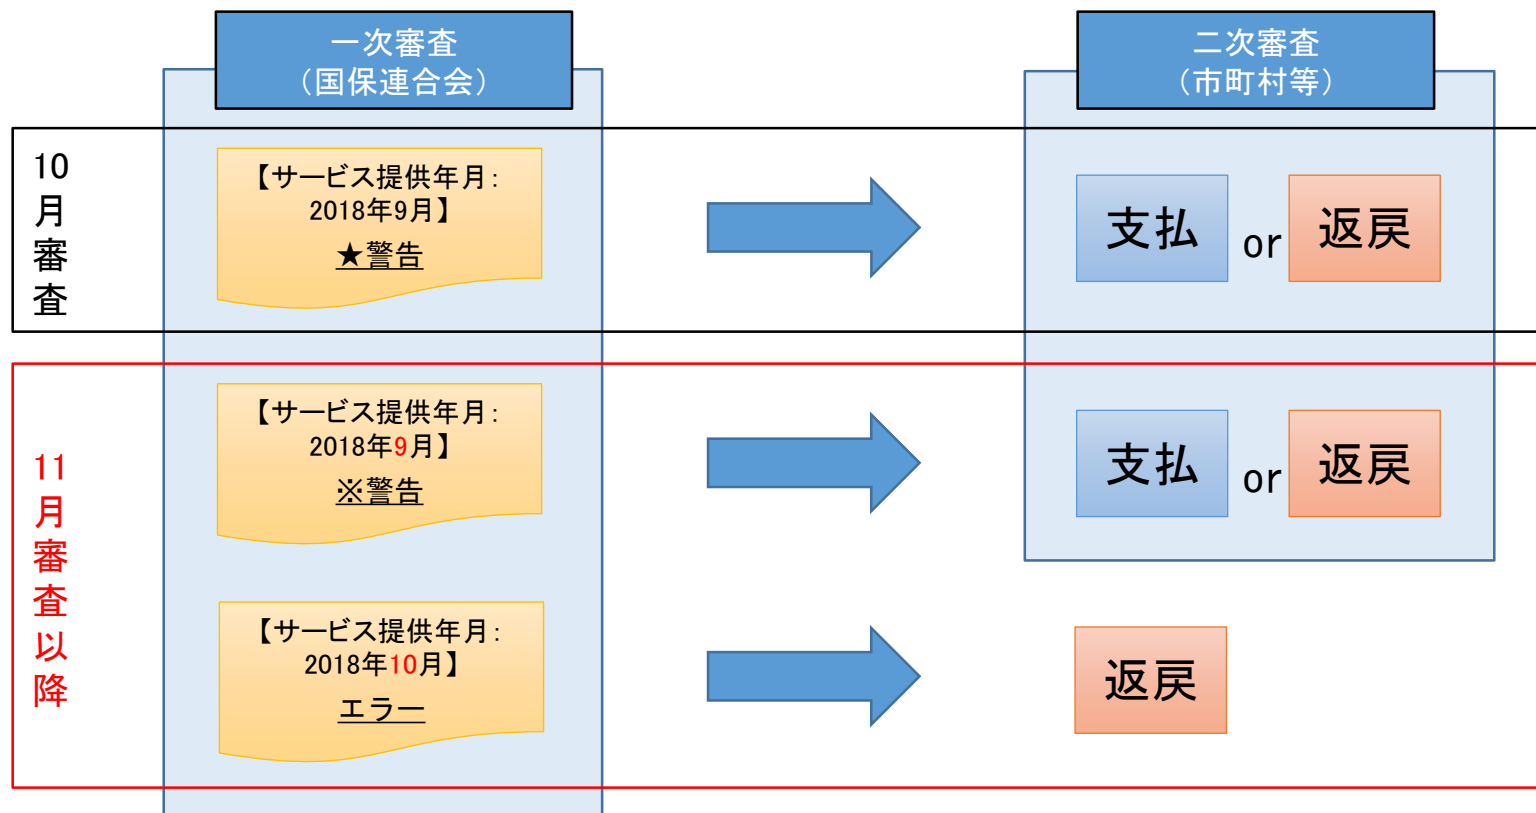 一次審査
（国保連合会）
二次審査
（市町村等）
10月審査
【サービス提供年月：
2018年9月】
★警告
支払 or 返戻
11月審査以降
【サービス提供年月：
2018年9月】
※警告
支払 or 返戻
【サービス提供年月：
2018年10月】
エラー
返戻